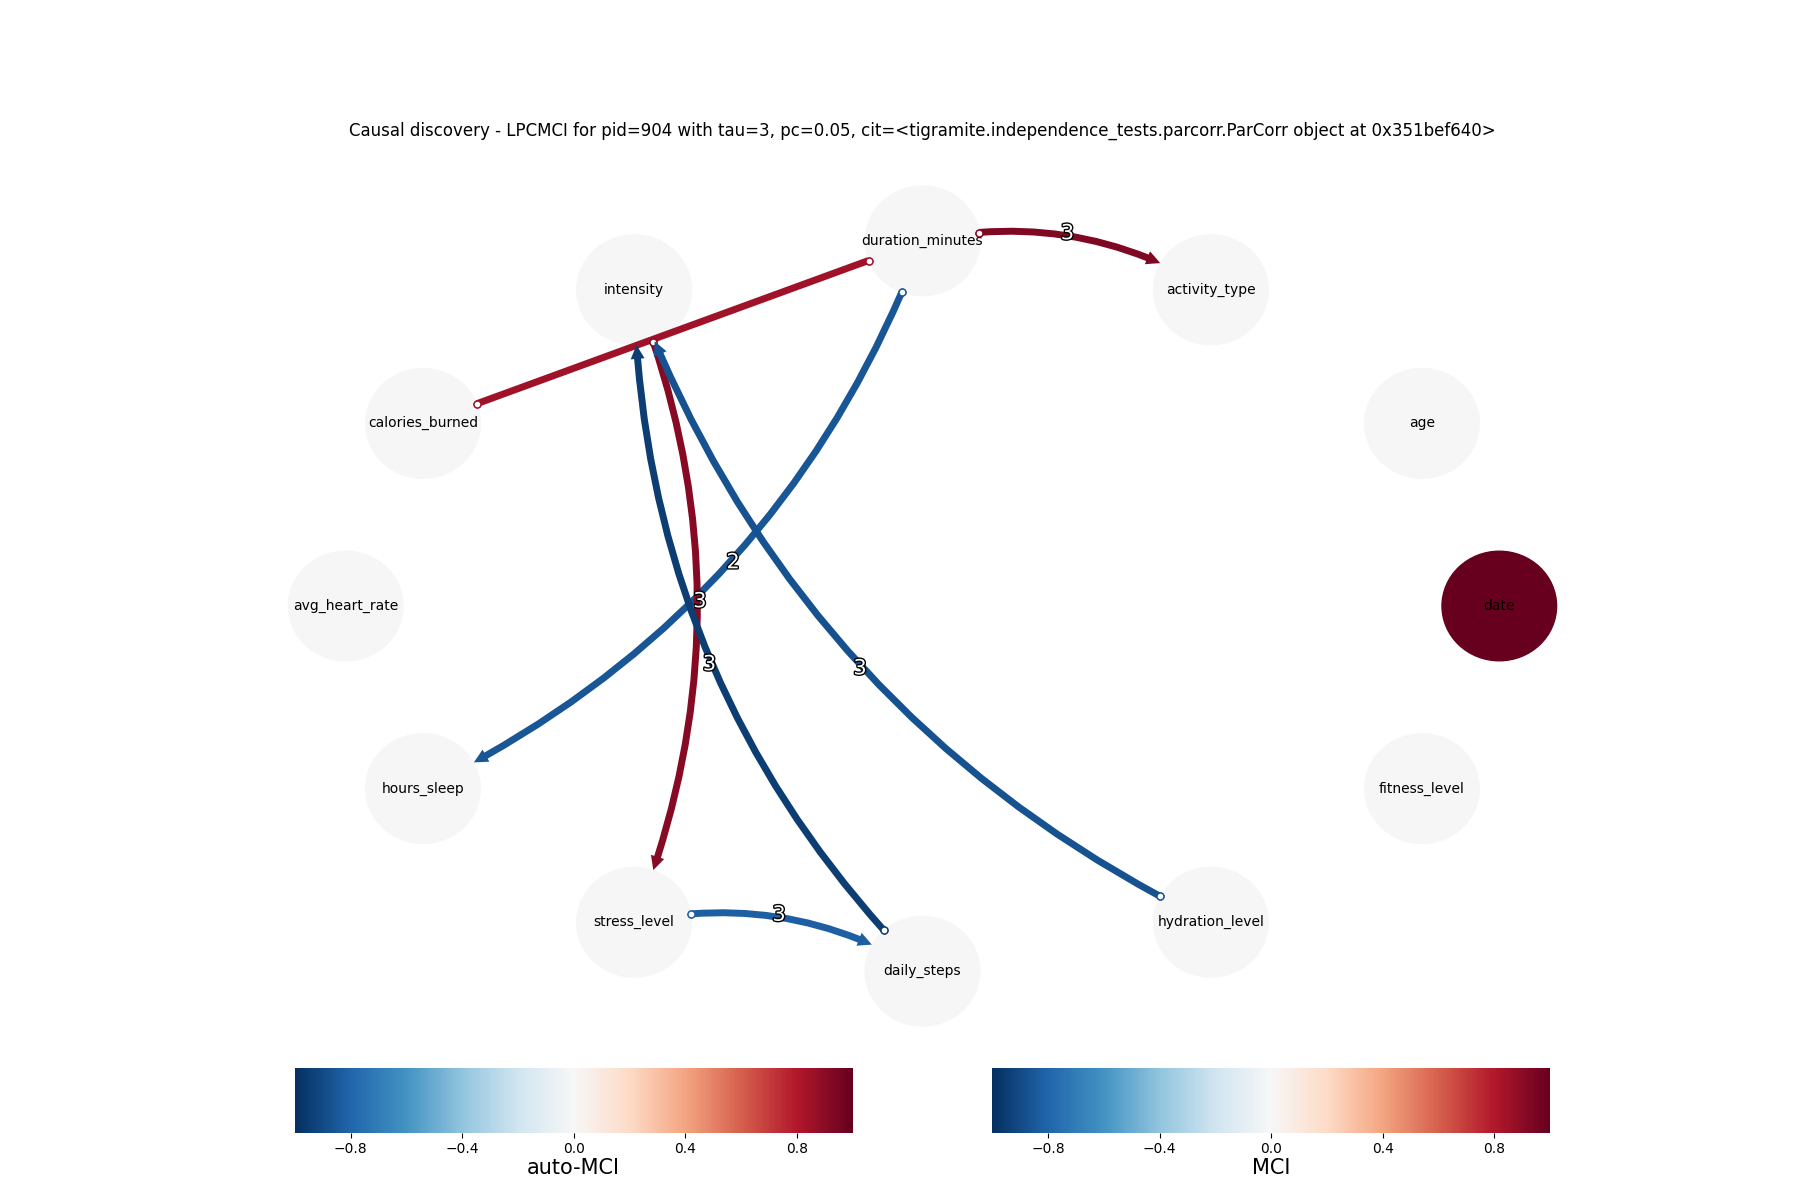 Causal discovery - LPCMCI for pid=904 with tau=3, pc=0.05, cit=<tigramite.independence_tests.parcorr.ParCorr object at 0x351bef640>
duration_minutes
3
intensity
activity_type
calories_burned
age
2
3
avg_heart_rate
date
3
3
hours_sleep
fitness_level
3
stress_level
hydration_level
daily_steps
−0.8 −0.4 0.0 0.4 0.8
auto-MCI
−0.8 −0.4 0.0 0.4 0.8
MCI